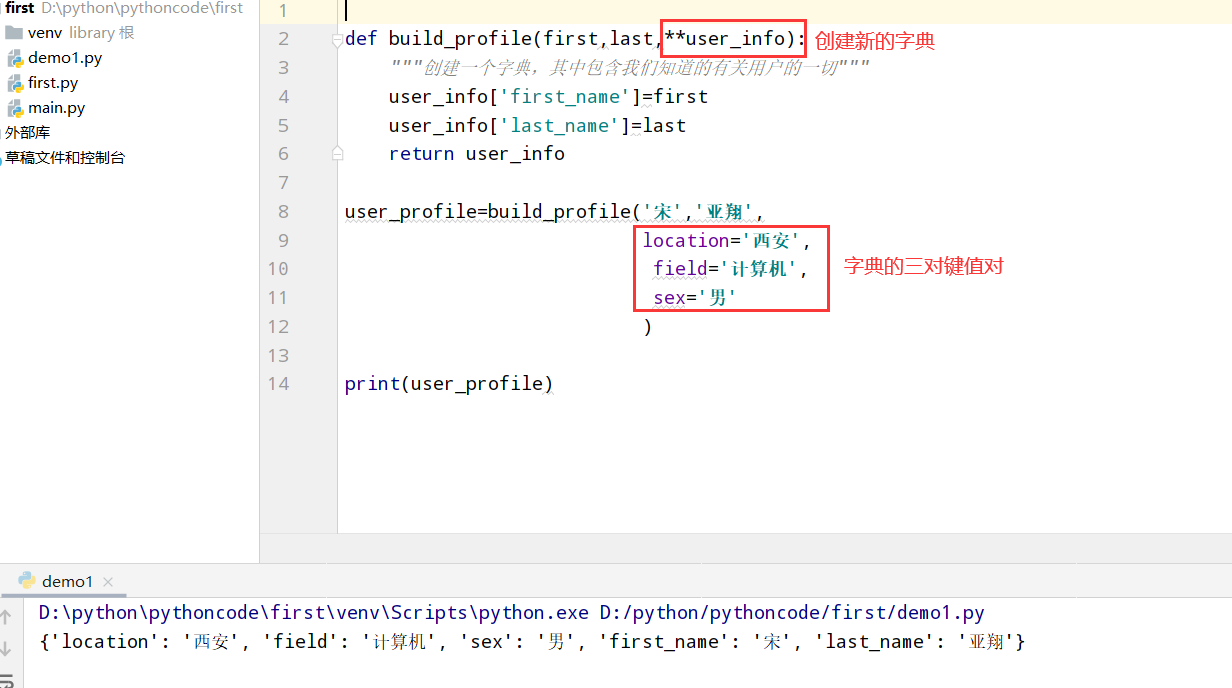 first D:\python\pythoncode\first
venv library 根
demo1.py
first.py
main.py
外部库
草稿文件和控制台
1
2 def build_profile(first,last,**user_info): 创建新的字典
3 """创建一个字典，其中包含我们知道的有关用户的一切"""
4 user_info['first_name']=first
5 user_info['last_name']=last
6 return user_info
7
8 user_profile=build_profile('宋','亚翔',
9 location='西安',
10 field='计算机', 字典的三对键值对
11 sex='男'
12 )
13
14 print(user_profile)
demo1
D:\python\pythoncode\first\venv\Scripts\python.exe D:/python/pythoncode/first/demo1.py
{'location': '西安', 'field': '计算机', 'sex': '男', 'first_name': '宋', 'last_name': '亚翔'}